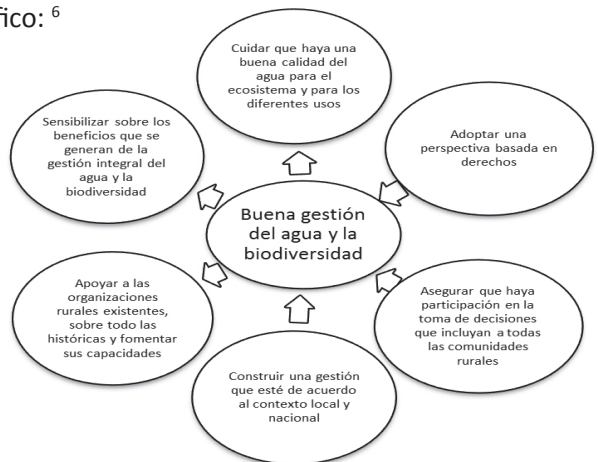 fico: 6
Cuidar que haya una
buena calidad del
agua para el
ecosistema y para los
diferentes usos
Adoptar una
perspectiva basada en
derechos
Asegurar que haya
participación en la
toma de decisiones
que incluyan a todas
las comunidades
rurales
Construir una gestión
que esté de acuerdo
al contexto local y
nacional
Apoyar a las
organizaciones
rurales existentes,
sobre todo las
históricas y fomentar
sus capacidades
Sensibilizar sobre los
beneficios que se
generan de la
gestión integral del
agua y la
biodiversidad
Buena gestión
del agua y la
biodiversidad